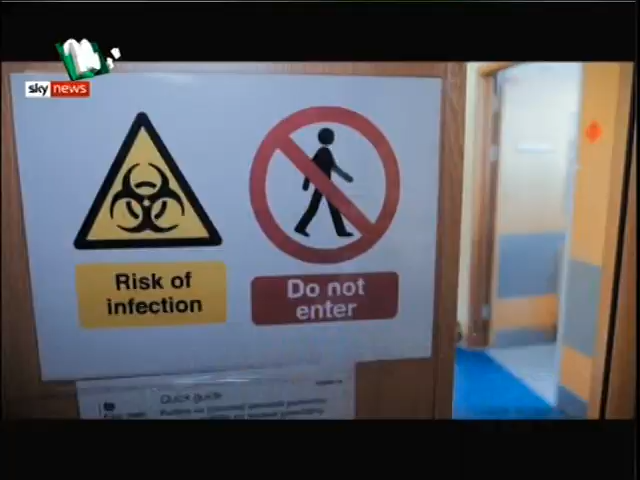 sky news
Risk of
infection
Do not
enter
Quick guide